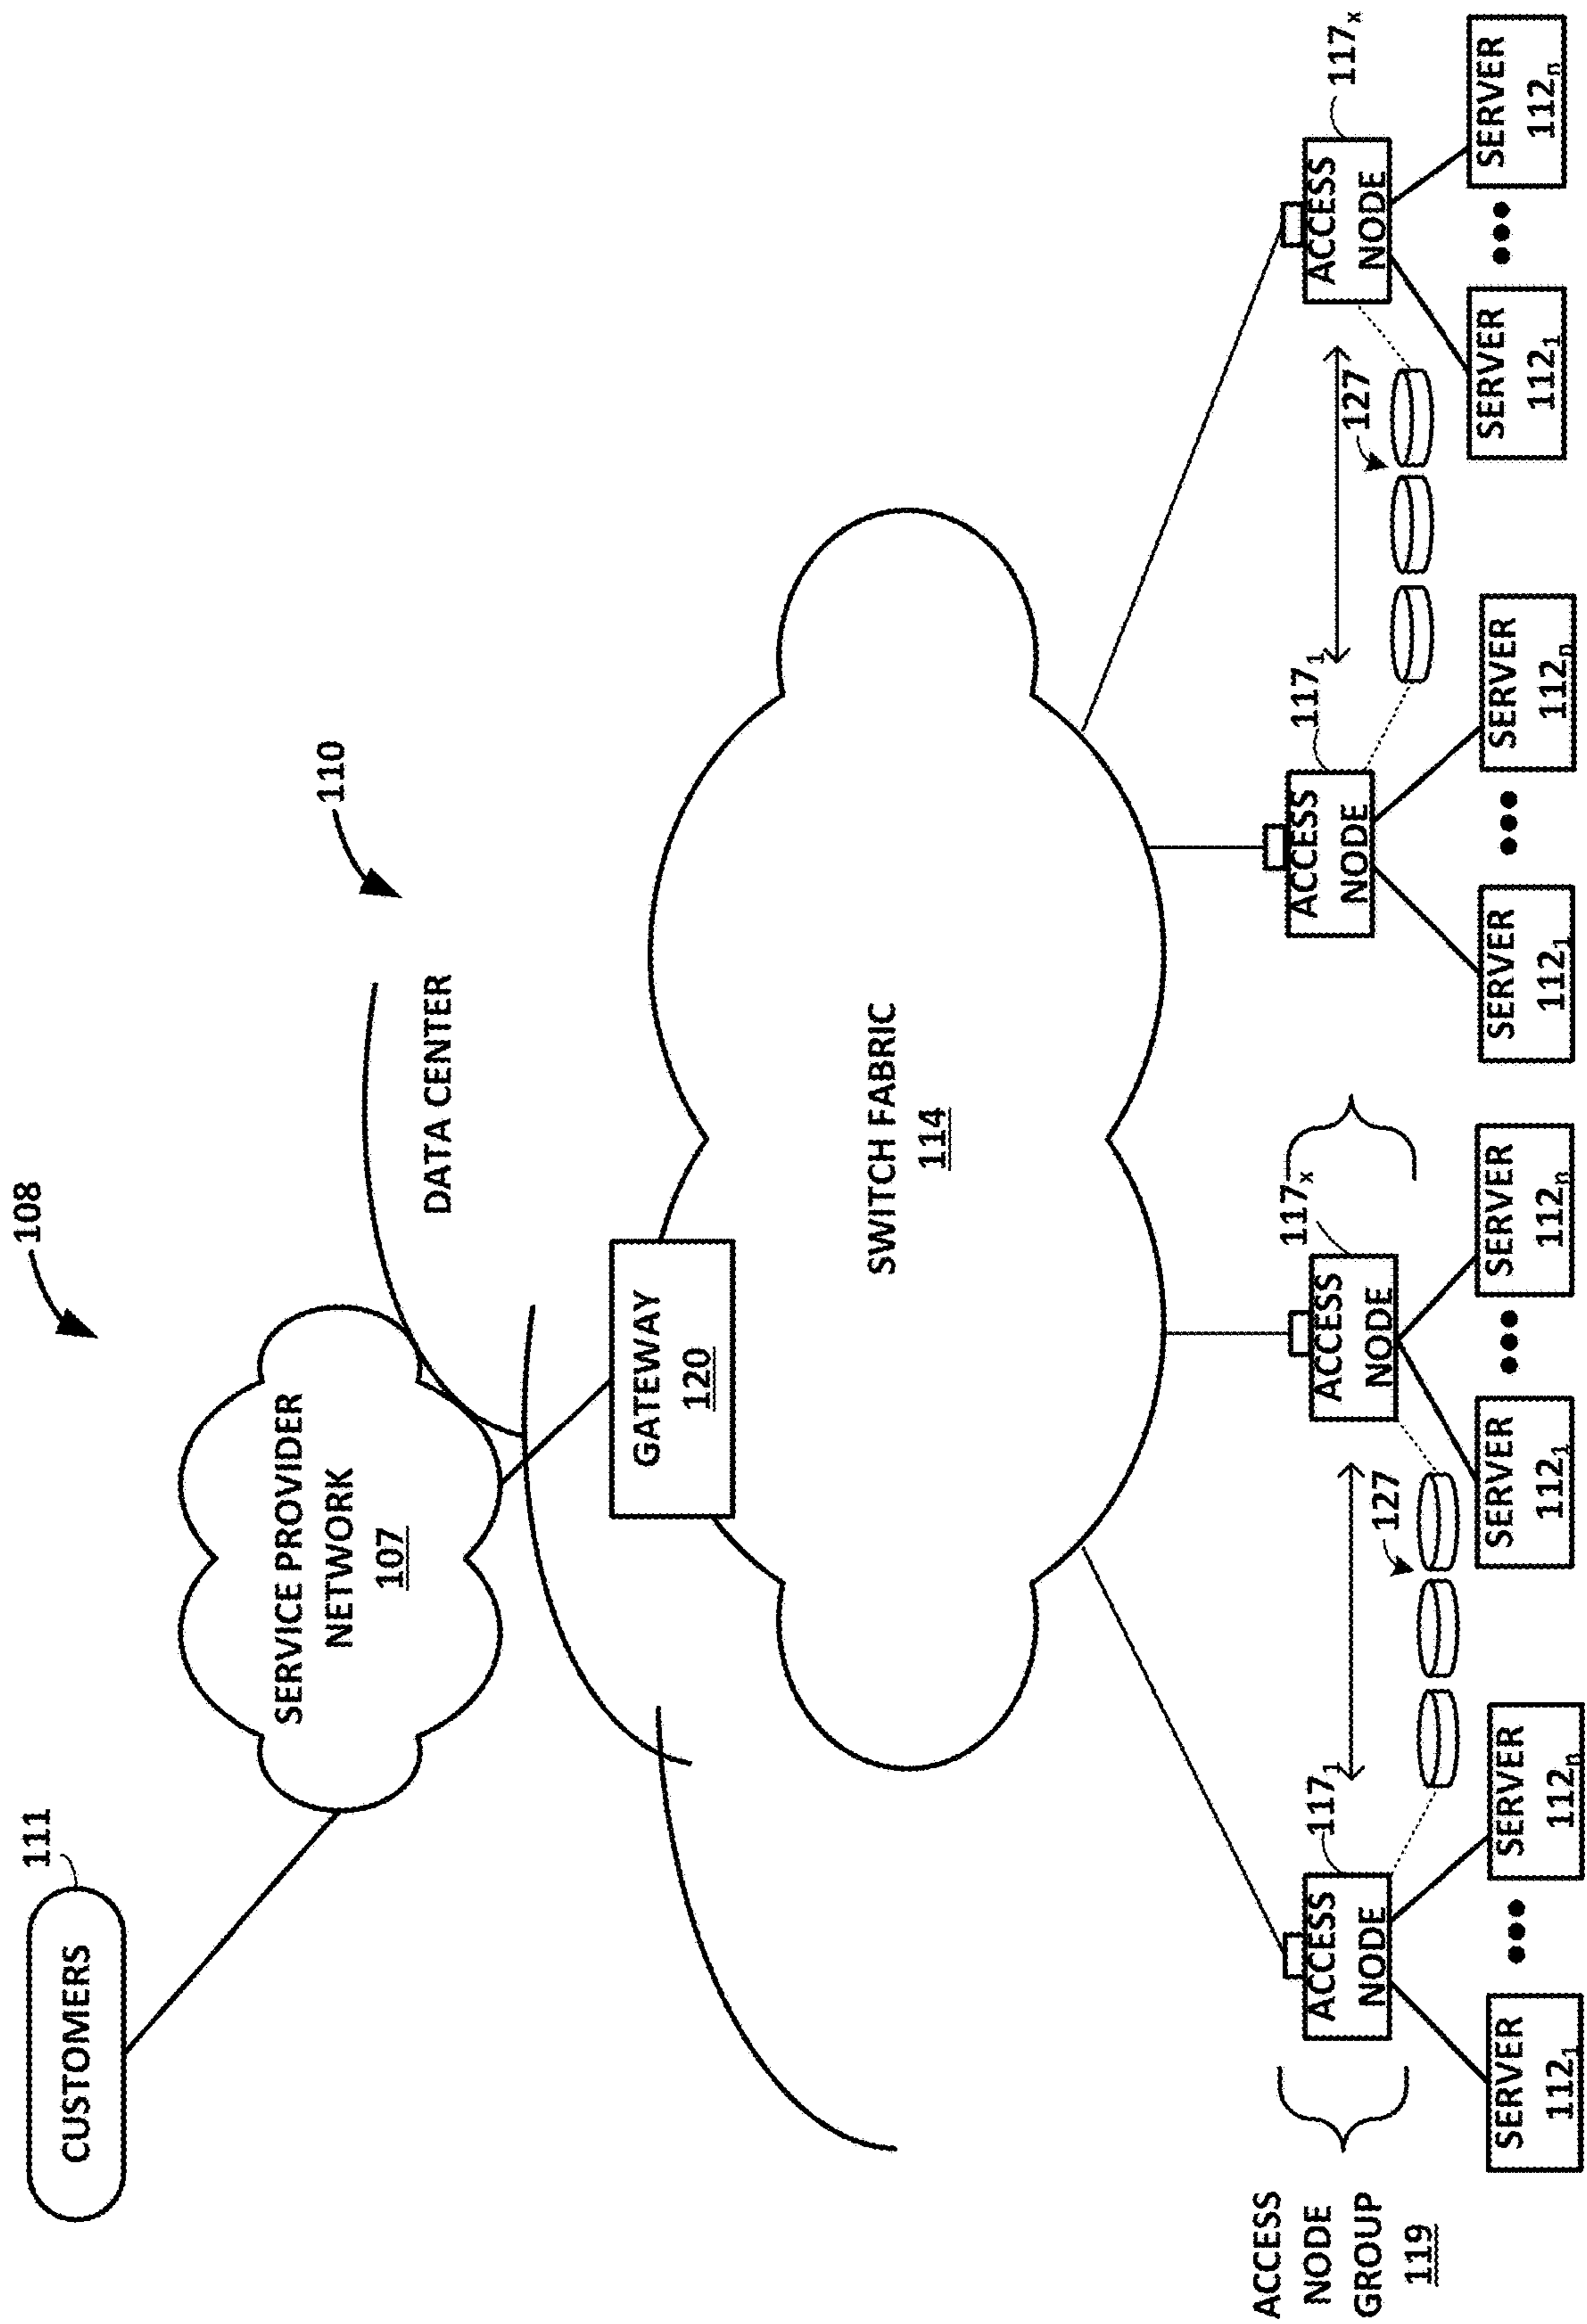 108
CUSTOMERS
111
SERVICE PROVIDER
NETWORK
107
110
DATA CENTER
GATEWAY
120
SWITCH FABRIC
114
ACCESS
NODE
GROUP
119
ACCESS
NODE
117₁
127
ACCESS
NODE
117ₓ
ACCESS
NODE
117₁
127
ACCESS
NODE
117ₓ
SERVER
112₁
SERVER
112ₙ
SERVER
112₁
SERVER
112ₙ
SERVER
112₁
SERVER
112ₙ
SERVER
112₁
SERVER
112ₙ